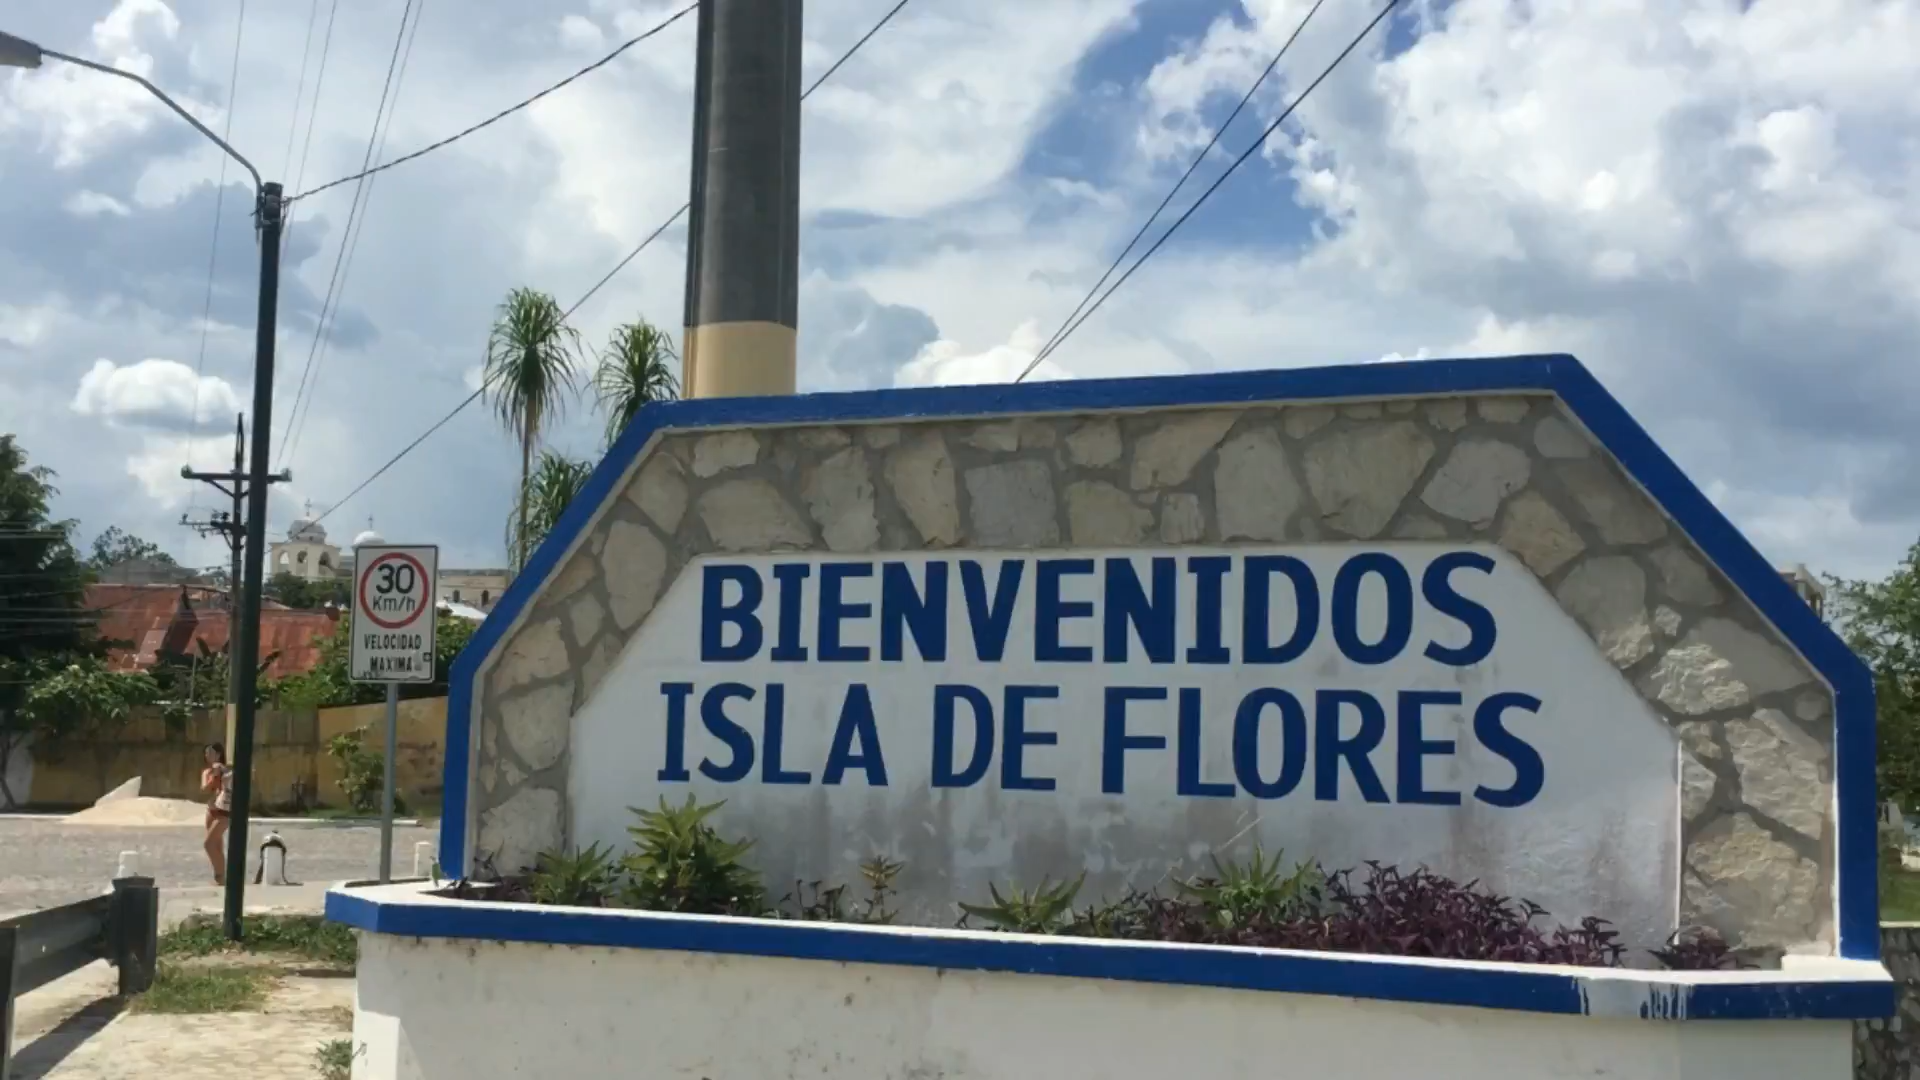 30
Km/h
VELOCIDAD
MAXIMA
BIENVENIDOS
ISLA DE FLORES